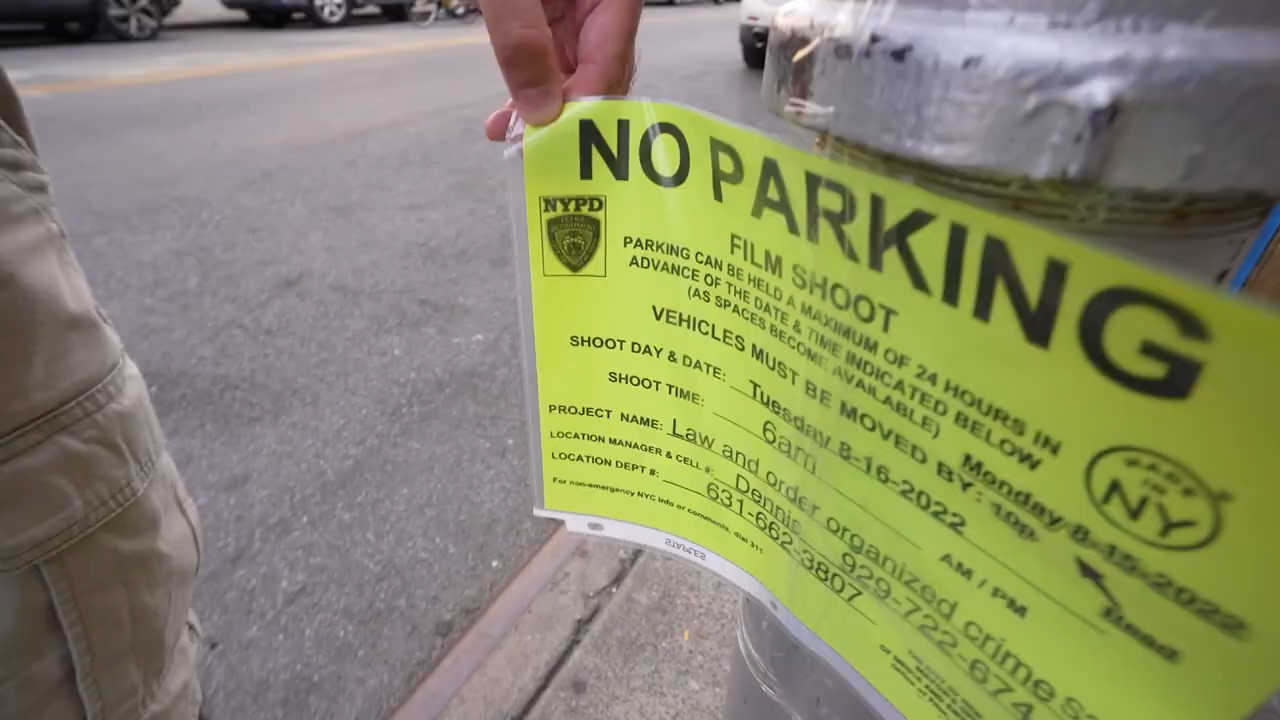 NO PARKING
NYPD
FILM SHOOT
PARKING CAN BE HELD A MAXIMUM OF 24 HOURS IN
ADVANCE OF THE DATE & TIME INDICATED BELOW
(AS SPACES BECOME AVAILABLE)
VEHICLES MUST BE MOVED BY: 10pm Monday 8-15-2022
SHOOT DAY & DATE: Tuesday 8-16-2022
Read
SHOOT TIME: 6am AM / PM
MADE
IN
NY
PROJECT NAME: Law and order organized crime
LOCATION MANAGER & CELL #: Dennis 929-722-674
LOCATION DEPT #: 631-662-3807
For non-emergency NYC info or comments, dial 311
STAPLES